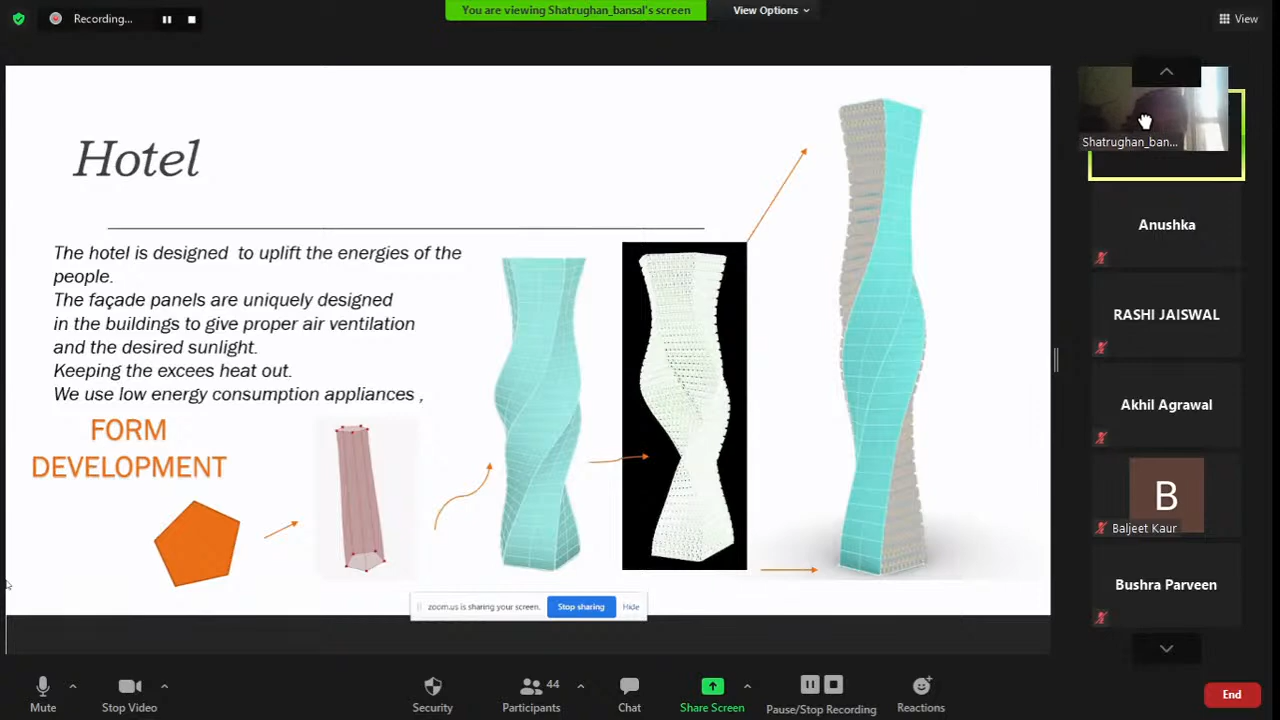 Recording...
You are viewing Shatrughan_bansal's screen
View Options
View
Hotel
The hotel is designed  to uplift the energies of the
people.
The façade panels are uniquely designed
in the buildings to give proper air ventilation
and the desired sunlight.
Keeping the excees heat out.
We use low energy consumption appliances ,
FORM
DEVELOPMENT
zoom.us is sharing your screen.
Stop sharing
Hide
Shatrughan_ban...
Anushka
RASHI JAISWAL
Akhil Agrawal
B
Baljeet Kaur
Bushra Parveen
Mute
Stop Video
Security
44
Participants
Chat
Share Screen
Pause/Stop Recording
Reactions
End